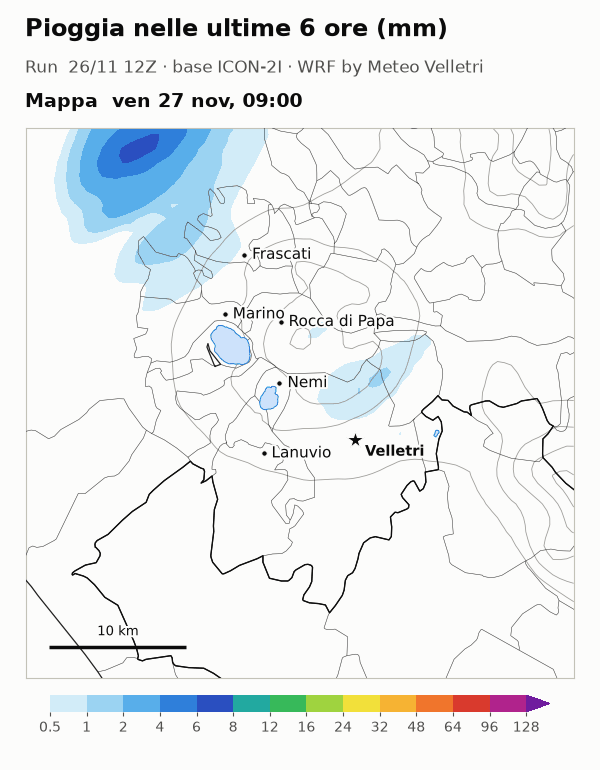 Pioggia nelle ultime 6 ore (mm)
Run  26/11 12Z · base ICON-2I · WRF by Meteo Velletri
Mappa  ven 27 nov, 09:00
Frascati
Marino
Rocca di Papa
Nemi
Velletri
Lanuvio
10 km
0.5 1 2 4 6 8 12 16 24 32 48 64 96 128